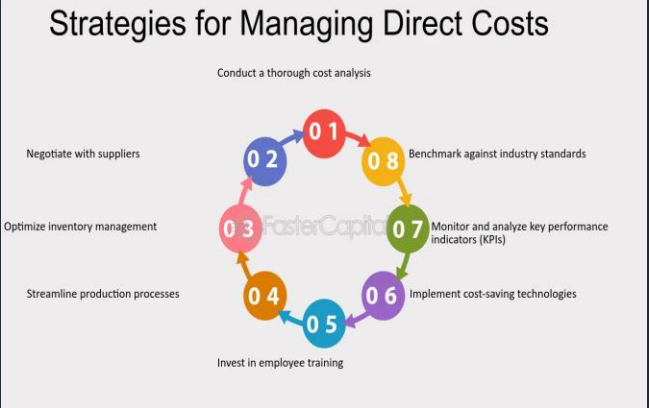 Strategies for Managing Direct Costs
Conduct a thorough cost analysis
01
Negotiate with suppliers
02
08
Benchmark against industry standards
Optimize inventory management
03
FasterCapital
07
Monitor and analyze key performance
indicators (KPIs)
Streamline production processes
04
06
Implement cost-saving technologies
05
Invest in employee training